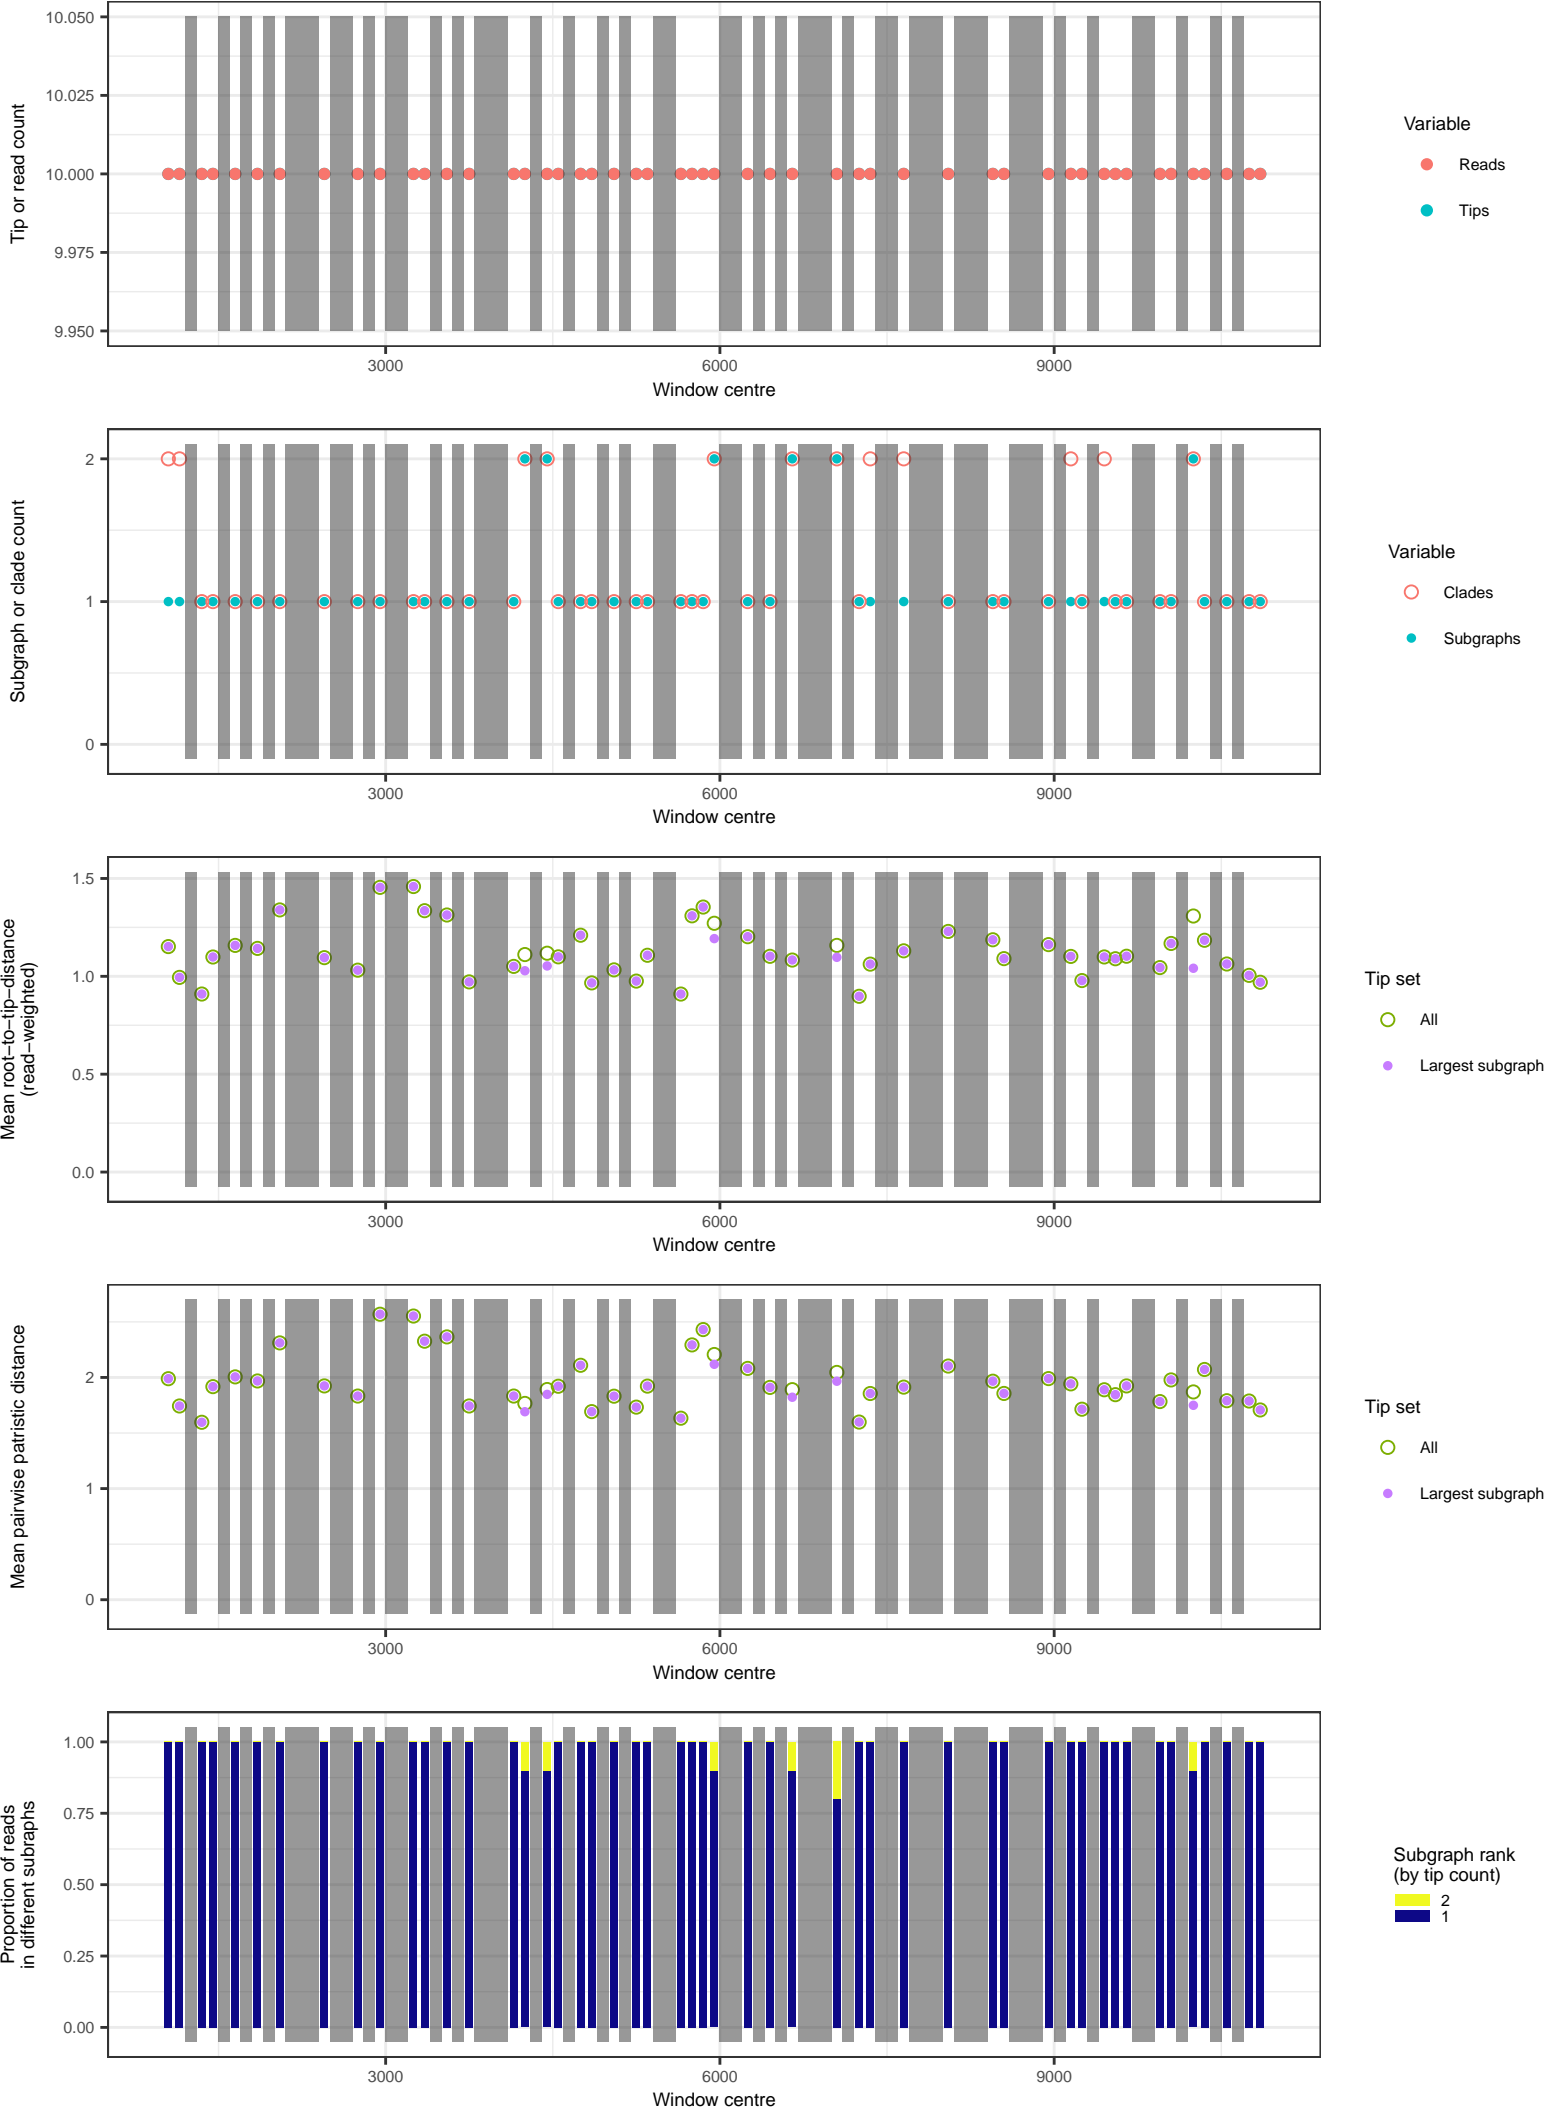 10.050
10.025
10.000
9.975
9.950
Tip or read count
3000 6000 9000
Window centre
Variable
Reads
Tips
2
1
0
Subgraph or clade count
3000 6000 9000
Window centre
Variable
Clades
Subgraphs
1.5
1.0
0.5
0.0
Mean root−to−tip−distance
(read−weighted)
3000 6000 9000
Window centre
Tip set
All
Largest subgraph
2
1
0
Mean pairwise patristic distance
3000 6000 9000
Window centre
Tip set
All
Largest subgraph
1.00
0.75
0.50
0.25
0.00
Proportion of reads
in different subraphs
3000 6000 9000
Window centre
Subgraph rank
(by tip count)
2
1